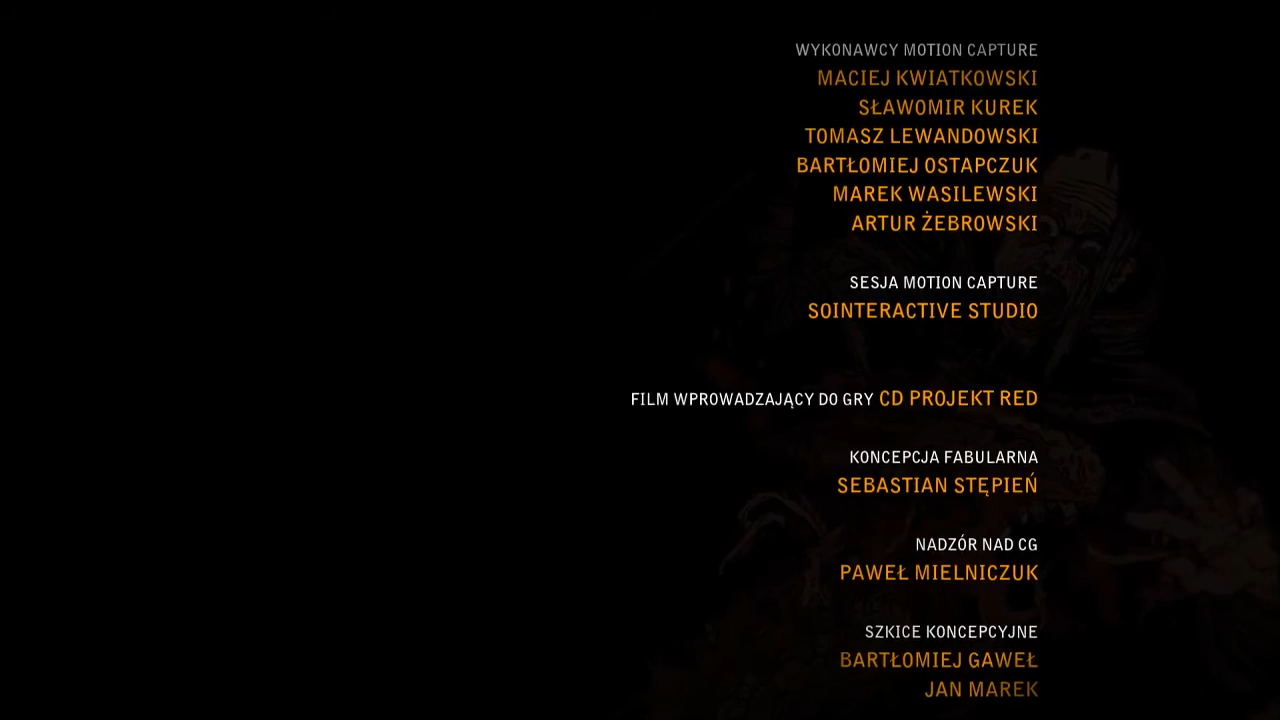 WYKONAWCY MOTION CAPTURE
MACIEJ KWIATKOWSKI
SŁAWOMIR KUREK
TOMASZ LEWANDOWSKI
BARTŁOMIEJ OSTAPCZUK
MAREK WASILEWSKI
ARTUR ŻEBROWSKI
SESJA MOTION CAPTURE
SOINTERACTIVE STUDIO
FILM WPROWADZAJĄCY DO GRY CD PROJEKT RED
KONCEPCJA FABULARNA
SEBASTIAN STĘPIEŃ
NADZÓR NAD CG
PAWEŁ MIELNICZUK
SZKICE KONCEPCYJNE
BARTŁOMIEJ GAWEŁ
JAN MAREK